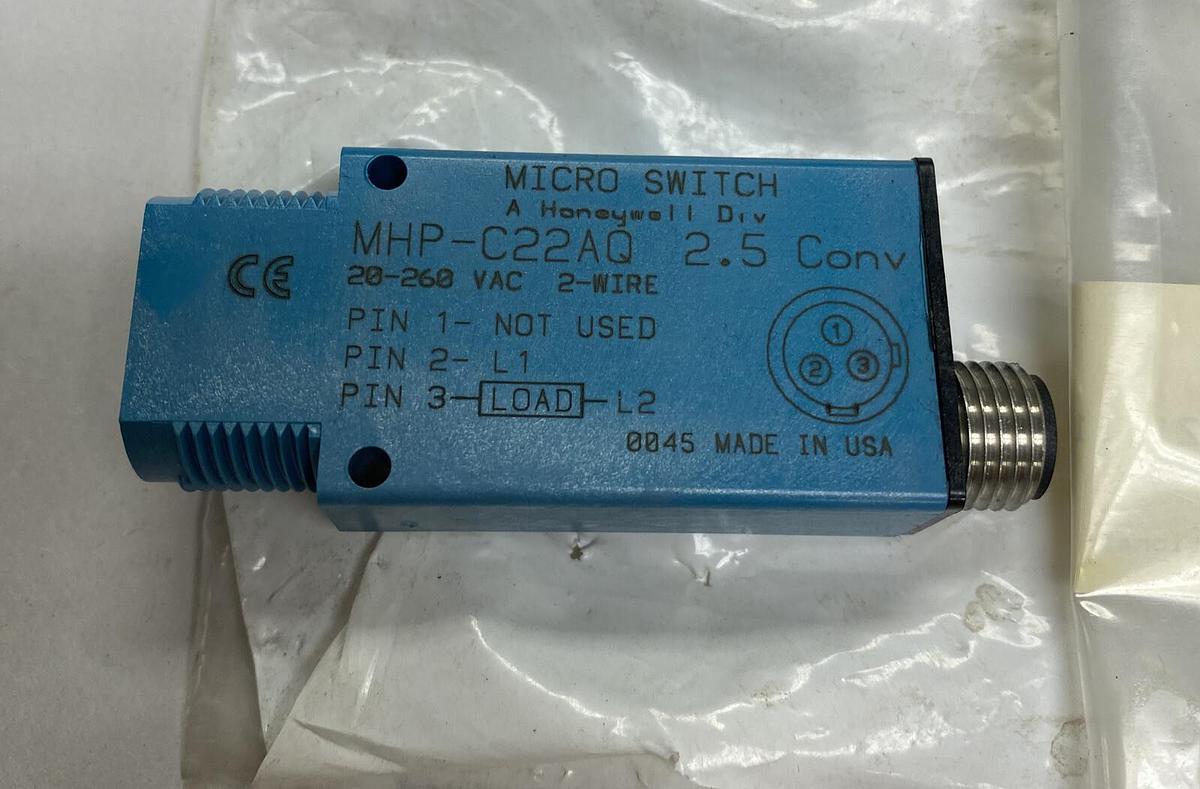 MICRO SWITCH
A Honeywell Div
MHP-C22AQ 2.5 Conv
CE
20-260 VAC 2-WIRE
PIN 1- NOT USED
PIN 2- L1
PIN 3-LOAD-L2
1
2 3
0045 MADE IN USA